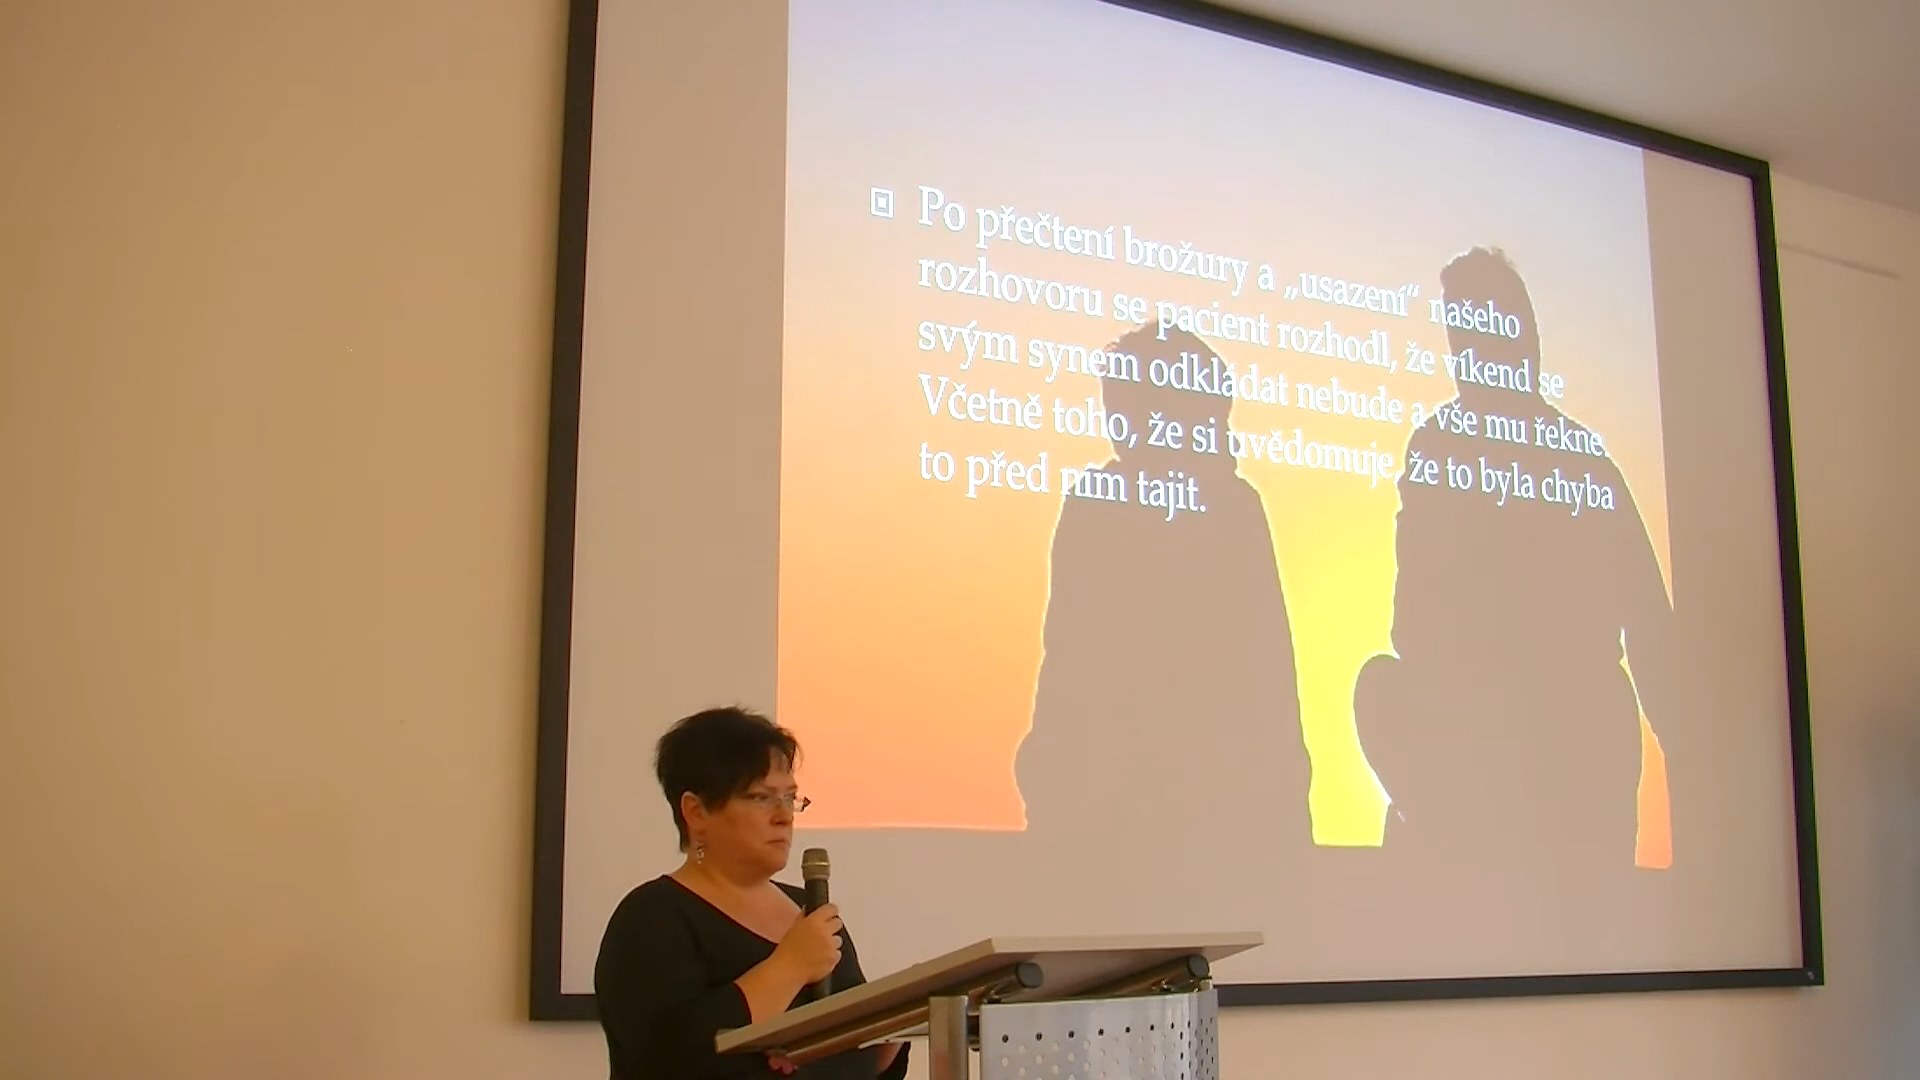 Po přečtení brožury a „usazení“ našeho
rozhovoru se pacient rozhodl, že víkend se
svým synem odkládat nebude a vše mu řekne.
Včetně toho, že si uvědomuje, že to byla chyba
to před ním tajit.